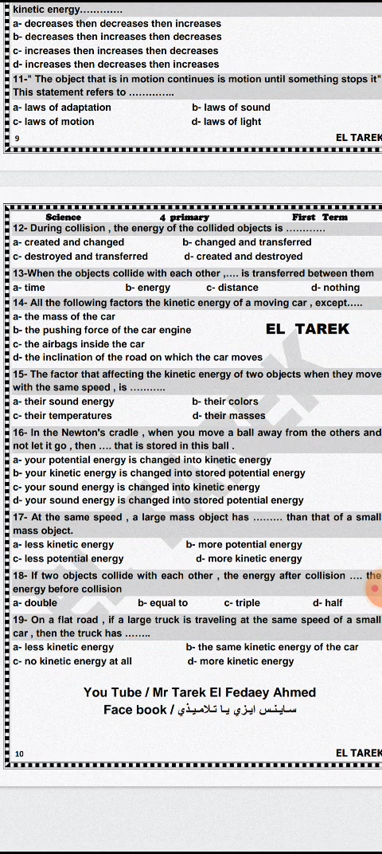 kinetic energy.............
a- decreases then decreases then increases
b- decreases then increases then decreases
c- increases then increases then decreases
d- increases then decreases then increases
11-" The object that is in motion continues is motion until something stops it"
This statement refers to ..............
a- laws of adaptation b- laws of sound
c- laws of motion d- laws of light
9 EL TAREK
Science 4 primary First Term
12- During collision , the energy of the collided objects is ............
a- created and changed b- changed and transferred
c- destroyed and transferred d- created and destroyed
13-When the objects collide with each other ,.... is transferred between them
a- time b- energy c- distance d- nothing
14- All the following factors the kinetic energy of a moving car , except.....
a- the mass of the car
b- the pushing force of the car engine EL TAREK
c- the airbags inside the car
d- the inclination of the road on which the car moves
15- The factor that affecting the kinetic energy of two objects when they move
with the same speed , is ...........
a- their sound energy b- their colors
c- their temperatures d- their masses
16- In the Newton's cradle , when you move a ball away from the others and
not let it go , then .... that is stored in this ball .
a- your potential energy is changed into kinetic energy
b- your kinetic energy is changed into stored potential energy
c- your sound energy is changed into kinetic energy
d- your sound energy is changed into stored potential energy
17- At the same speed , a large mass object has ......... than that of a small
mass object.
a- less kinetic energy b- more potential energy
c- less potential energy d- more kinetic energy
18- If two objects collide with each other , the energy after collision .... the
energy before collision
a- double b- equal to c- triple d- half
19- On a flat road , if a large truck is traveling at the same speed of a small
car , then the truck has ........
a- less kinetic energy b- the same kinetic energy of the car
c- no kinetic energy at all d- more kinetic energy
You Tube / Mr Tarek El Fedaey Ahmed
Face book / ساينس ايزي يا تلاميذي
10 EL TAREK
EL TAREK